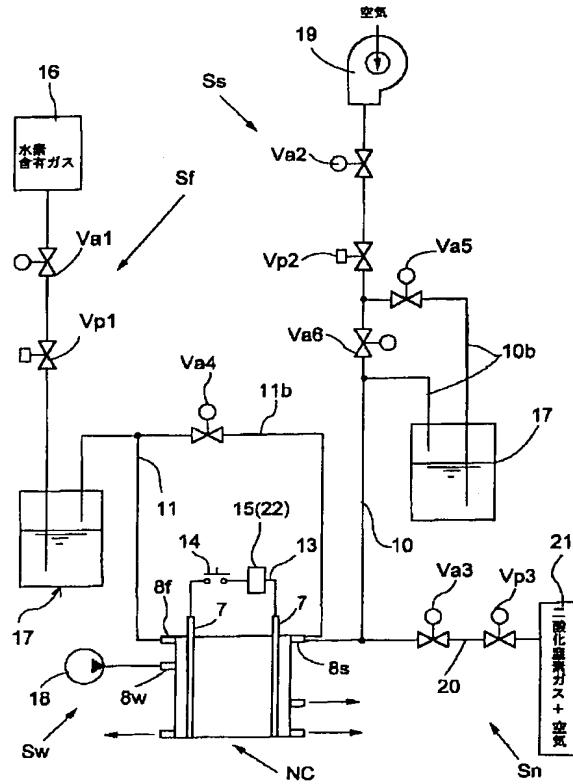 空気
19
16
Ss
水素
含有ガス
Va2
Sf
Va5
Va1
Vp2
Va6
Vp1
10b
Va4
11b
17
15(22)
11
14
13
10
21
Va3
Vp3
8f
7
7
17
8s
二酸化窒素ガス+空気
18
8w
20
Sw
NC
Sn